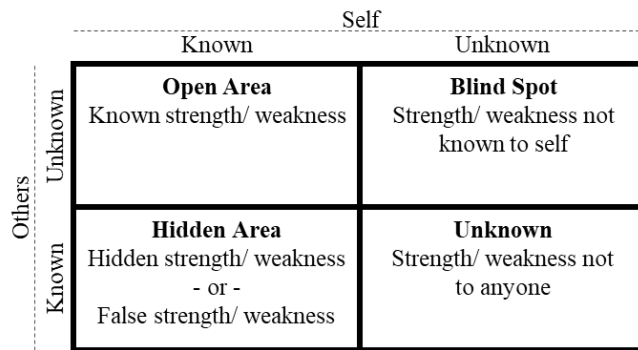 Self
Known Unknown
Others
Unknown
Open Area
Known strength/ weakness
Blind Spot
Strength/ weakness not
known to self
Known
Hidden Area
Hidden strength/ weakness
- or -
False strength/ weakness
Unknown
Strength/ weakness not
to anyone